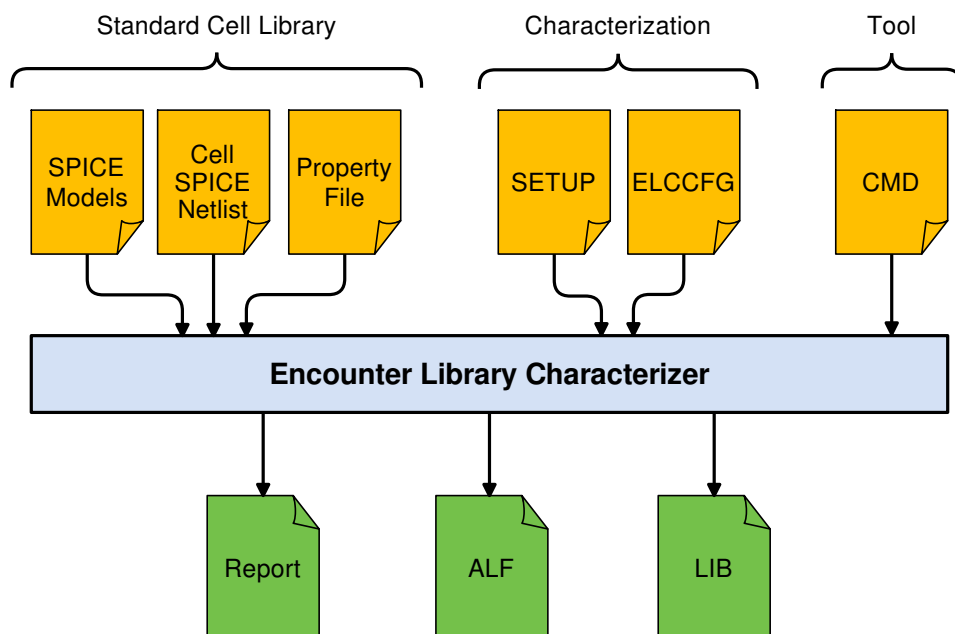 Standard Cell Library
Characterization
Tool
SPICE
Models
Cell
SPICE
Netlist
Property
File
SETUP
ELCCFG
CMD
Encounter Library Characterizer
Report
ALF
LIB